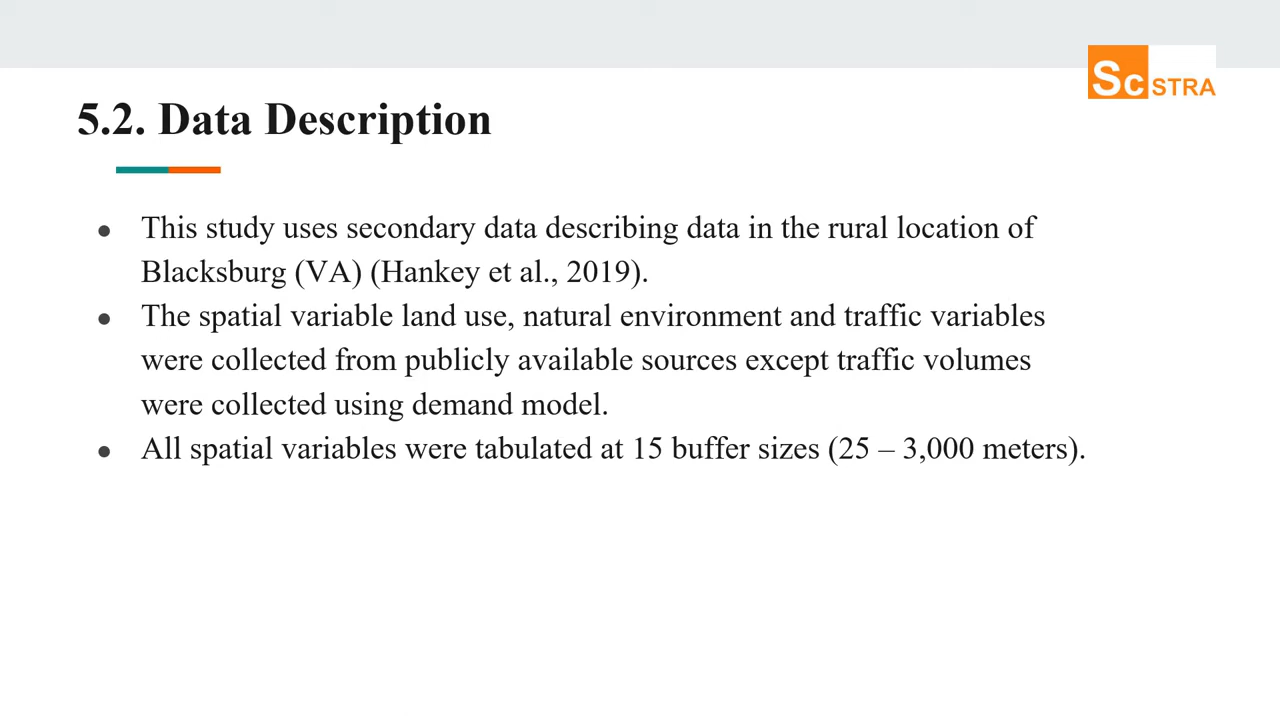 Sc STRA
5.2. Data Description
● This study uses secondary data describing data in the rural location of
Blacksburg (VA) (Hankey et al., 2019).
● The spatial variable land use, natural environment and traffic variables
were collected from publicly available sources except traffic volumes
were collected using demand model.
● All spatial variables were tabulated at 15 buffer sizes (25 – 3,000 meters).